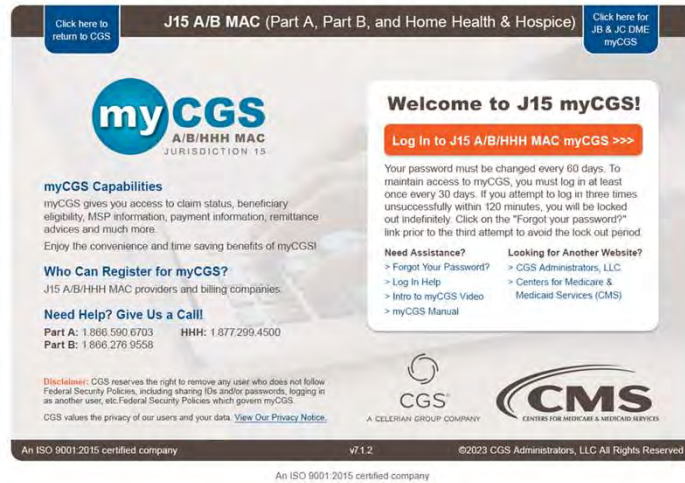 Click here to
return to CGS
J15 A/B MAC (Part A, Part B, and Home Health & Hospice)
Click here for
JB & JC DME
myCGS
myCGS
A/B/HHH MAC
JURISDICTION 15
myCGS Capabilities
myCGS gives you access to claim status, beneficiary
eligibility, MSP information, payment information, remittance
advices and much more.
Enjoy the convenience and time saving benefits of myCGS!
Who Can Register for myCGS?
J15 A/B/HHH MAC providers and billing companies.
Need Help? Give Us a Call!
Part A: 1.866.590.6703 HHH: 1.877.299.4500
Part B: 1.866.276.9558
Disclaimer: CGS reserves the right to remove any user who does not follow
Federal Security Policies, including sharing IDs and/or passwords, logging in
as another user, etc.Federal Security Policies which govern myCGS.
CGS values the privacy of our users and your data. View Our Privacy Notice.
Welcome to J15 myCGS!
Log In to J15 A/B/HHH MAC myCGS >>>
Your password must be changed every 60 days. To
maintain access to myCGS, you must log in at least
once every 30 days. If you attempt to log in three times
unsuccessfully within 120 minutes, you will be locked
out indefinitely. Click on the "Forgot your password?"
link prior to the third attempt to avoid the lock out period.
Need Assistance?
> Forgot Your Password?
> Log In Help
> Intro to myCGS Video
> myCGS Manual
Looking for Another Website?
> CGS Administrators, LLC
> Centers for Medicare &
Medicaid Services (CMS)
CGS
A CELERIAN GROUP COMPANY
CMS
CENTERS FOR MEDICARE & MEDICAID SERVICES
An ISO 9001:2015 certified company v7.1.2 ©2023 CGS Administrators, LLC All Rights Reserved
An ISO 9001:2015 certified company